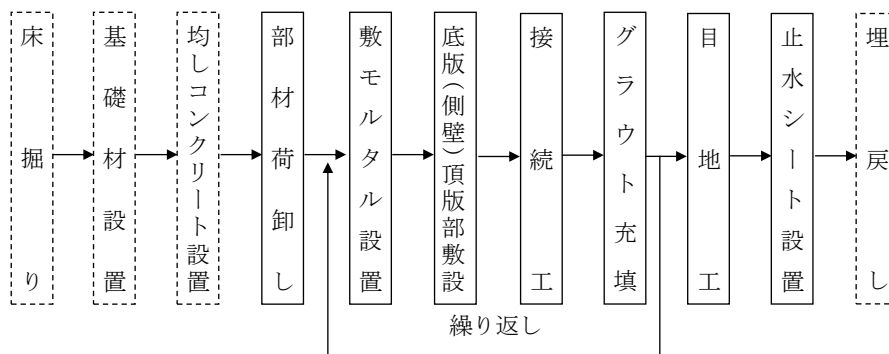 床掘り
基礎材設置
均しコンクリート設置
部材荷卸し
敷モルタル設置
底版(側壁)頂版部敷設
接続工
グラウト充填
目地工
止水シート設置
埋戻し
繰り返し